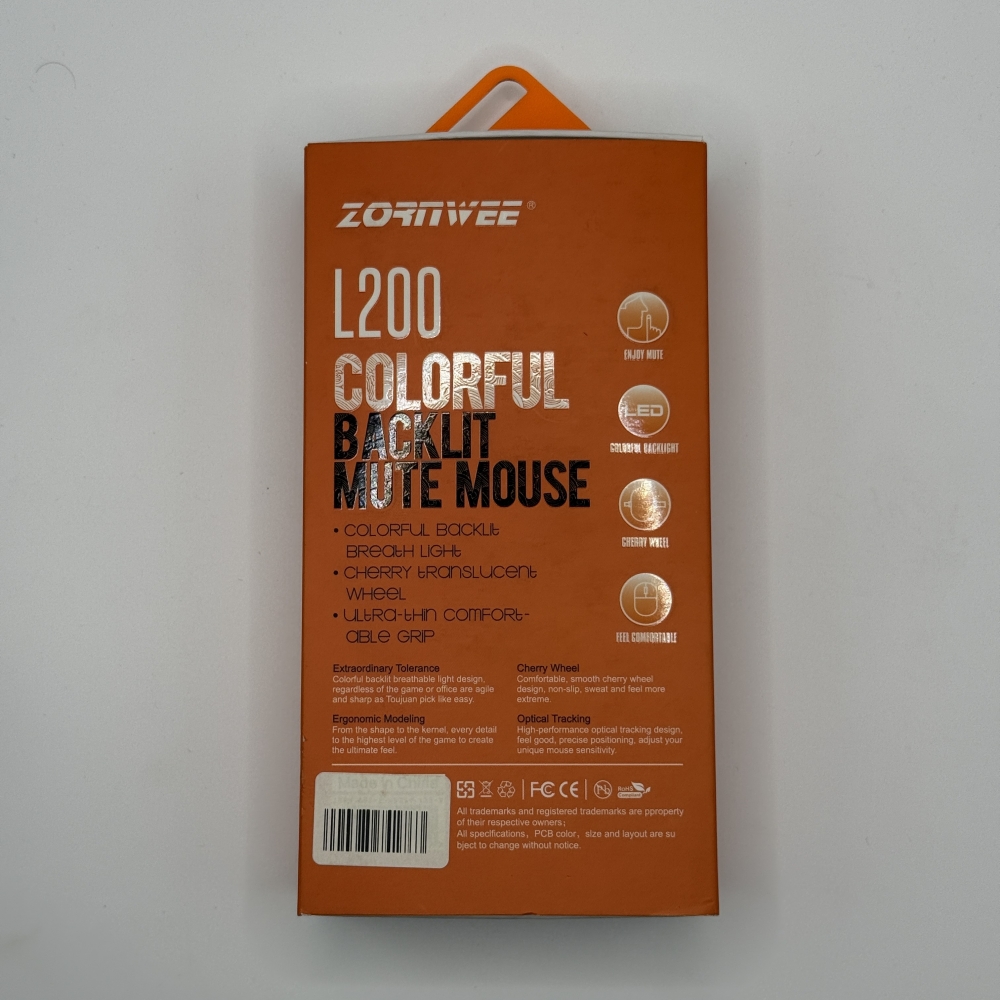 ZORNWEE®
L200
COLORFUL
BACKLIT
MUTE MOUSE
• COLORFUL BACKLIT
BREATH LIGHT
• CHERRY TRANSLUCENT
WHEEL
• ULTRA-THIN COMFORT-
ABLE GRIP
ENJOY MUTE
LED
COLORFUL BACKLIGHT
CHERRY WHEEL
FEEL COMFORTABLE
Extraordinary Tolerance
Colorful backlit breathable light design,
regardless of the game or office are agile
and sharp as Toujuan pick like easy.
Cherry Wheel
Comfortable, smooth cherry wheel
design, non-slip, sweat and feel more
extreme.
Ergonomic Modeling
From the shape to the kernel, every detail
to the highest level of the game to create
the ultimate feel.
Optical Tracking
High-performance optical tracking design,
feel good, precise positioning, adjust your
unique mouse sensitivity.
Made in China
FC CE Pb RoHS
All trademarks and registered trademarks are pproperty
of their respective owners;
All specifications, PCB color, size and layout are su
bject to change without notice.